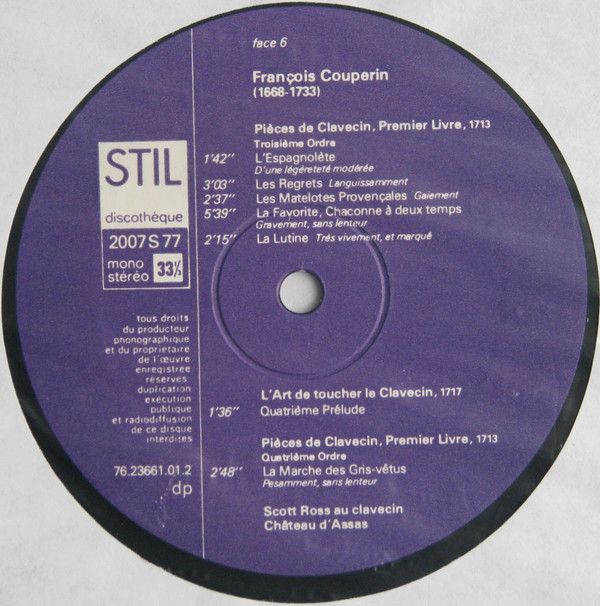 face 6
François Couperin
(1668-1733)
Pièces de Clavecin, Premier Livre, 1713
Troisième Ordre
1'42'' L'Espagnolète
D'une légéreteté modérée
3'03'' Les Regrets Languissamment
2'37'' Les Matelotes Provençales Gaiement
5'39'' La Favorite, Chaconne à deux temps
Gravement, sans lenteur
2'15'' La Lutine Très vivement, et marqué
STIL
discothèque
2007 S 77
mono
stéréo 33⅓
tous droits
du producteur
phonographique
et du propriétaire
de l'œuvre
enregistrée
réservés
duplication
exécution
publique
et radiodiffusion
de ce disque
interdites
76.23661.01.2
dp
L'Art de toucher le Clavecin, 1717
1'36'' Quatrième Prélude
Pièces de Clavecin, Premier Livre, 1713
Quatrième Ordre
2'48'' La Marche des Gris-vêtus
Pesamment, sans lenteur
Scott Ross au clavecin
Château d'Assas